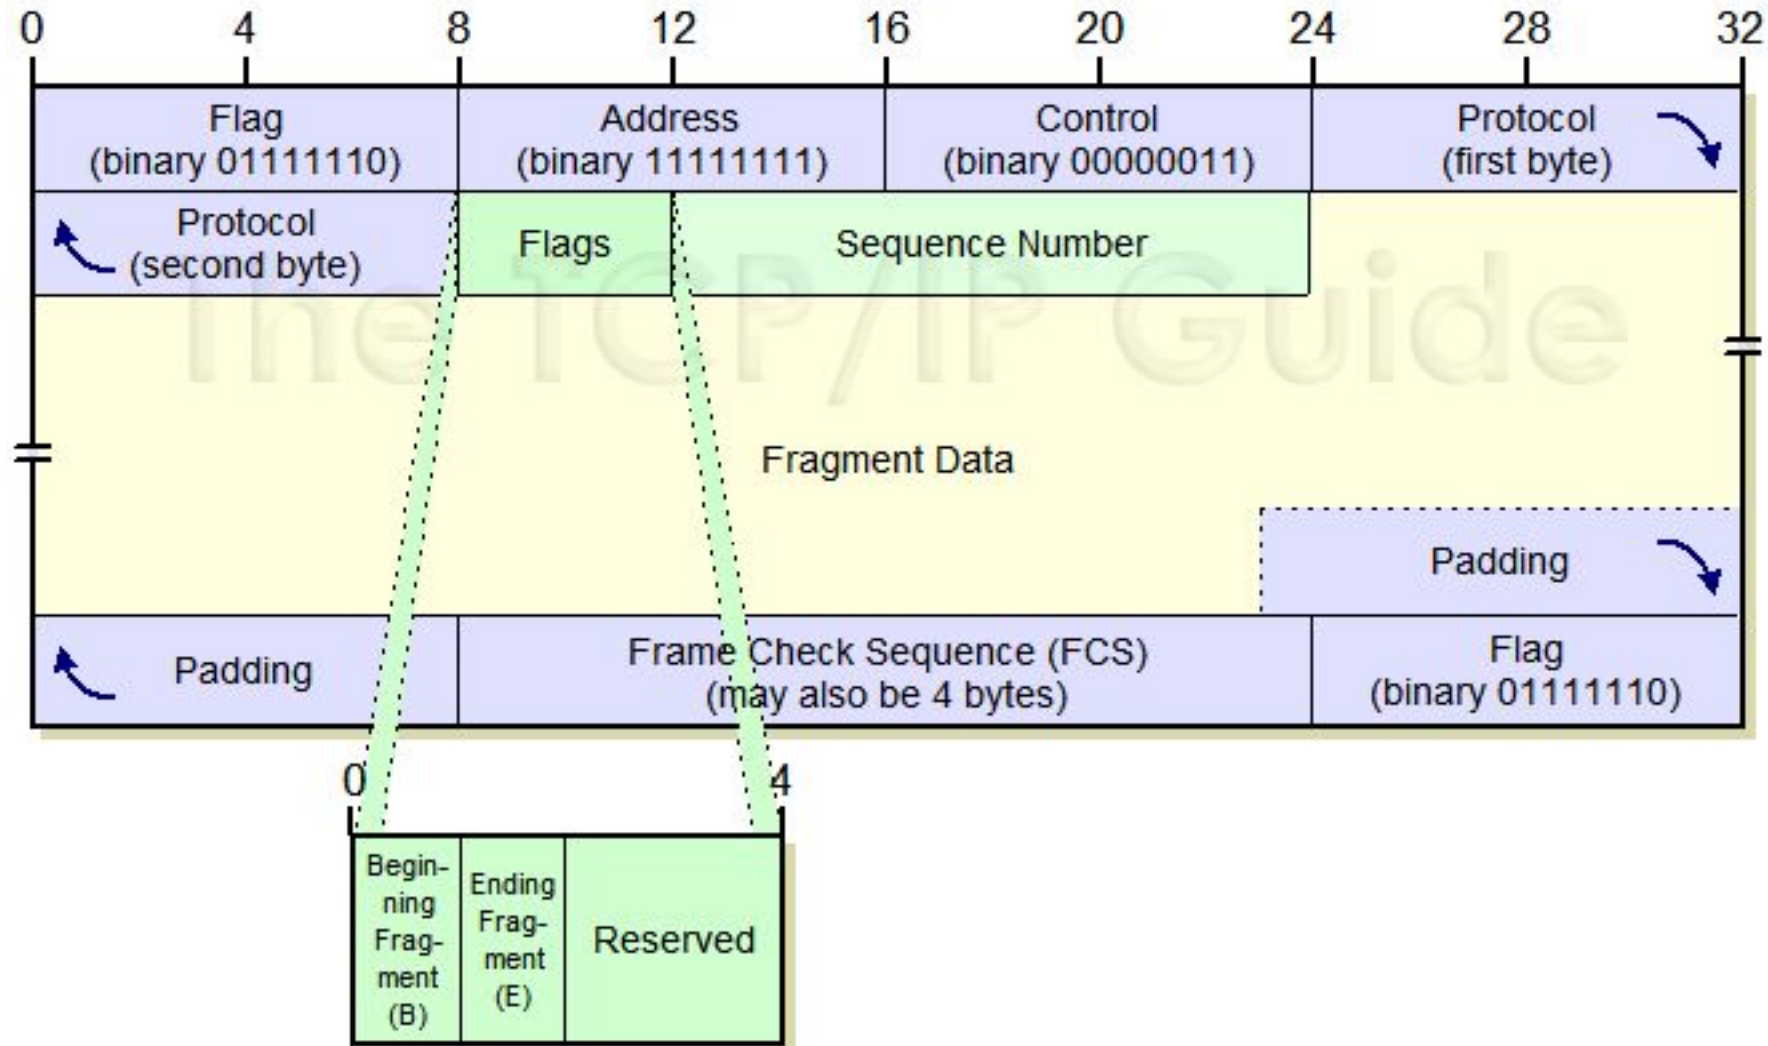 0 4 8 12 16 20 24 28 32
Flag
(binary 01111110)
Address
(binary 11111111)
Control
(binary 00000011)
Protocol
(first byte)
Protocol
(second byte)
Flags
Sequence Number
The TCP/IP Guide
Fragment Data
Padding
Padding
Frame Check Sequence (FCS)
(may also be 4 bytes)
Flag
(binary 01111110)
0 4
Begin-
ning
Frag-
ment
(B)
Ending
Frag-
ment
(E)
Reserved